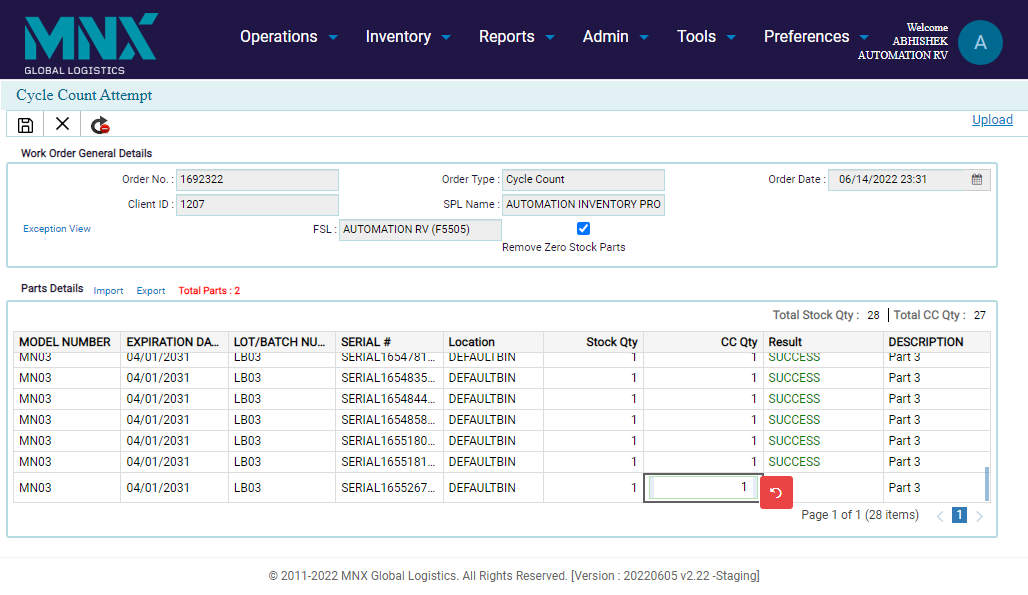 MNX
GLOBAL LOGISTICS
Operations Inventory Reports Admin Tools Preferences
Welcome
ABHISHEK
AUTOMATION RV
A
Cycle Count Attempt
Upload
Work Order General Details
Order No. : 1692322 Order Type : Cycle Count Order Date : 06/14/2022 23:31
Client ID : 1207 SPL Name : AUTOMATION INVENTORY PRO
Exception View FSL : AUTOMATION RV (F5505)
Remove Zero Stock Parts
Parts Details Import Export Total Parts : 2
Total Stock Qty : 28 Total CC Qty : 27
MODEL NUMBER EXPIRATION DA... LOT/BATCH NU... SERIAL # Location Stock Qty CC Qty Result DESCRIPTION
MN03 04/01/2031 LB03 SERIAL1654781... DEFAULTBIN 1 1 SUCCESS Part 3
MN03 04/01/2031 LB03 SERIAL1654835... DEFAULTBIN 1 1 SUCCESS Part 3
MN03 04/01/2031 LB03 SERIAL1654844... DEFAULTBIN 1 1 SUCCESS Part 3
MN03 04/01/2031 LB03 SERIAL1654858... DEFAULTBIN 1 1 SUCCESS Part 3
MN03 04/01/2031 LB03 SERIAL1655180... DEFAULTBIN 1 1 SUCCESS Part 3
MN03 04/01/2031 LB03 SERIAL1655181... DEFAULTBIN 1 1 SUCCESS Part 3
MN03 04/01/2031 LB03 SERIAL1655267... DEFAULTBIN 1 1 Part 3
Page 1 of 1 (28 items) 1
© 2011-2022 MNX Global Logistics. All Rights Reserved. [Version : 20220605 v2.22 -Staging]